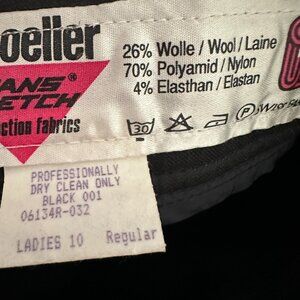 oeller
ANS®
ETCH
ction fabrics
26% Wolle / Wool / Laine
70% Polyamid / Nylon
4% Elasthan / Elastan
30
P
PROFESSIONALLY
DRY CLEAN ONLY
BLACK 001
06134R-032
LADIES 10 Regular